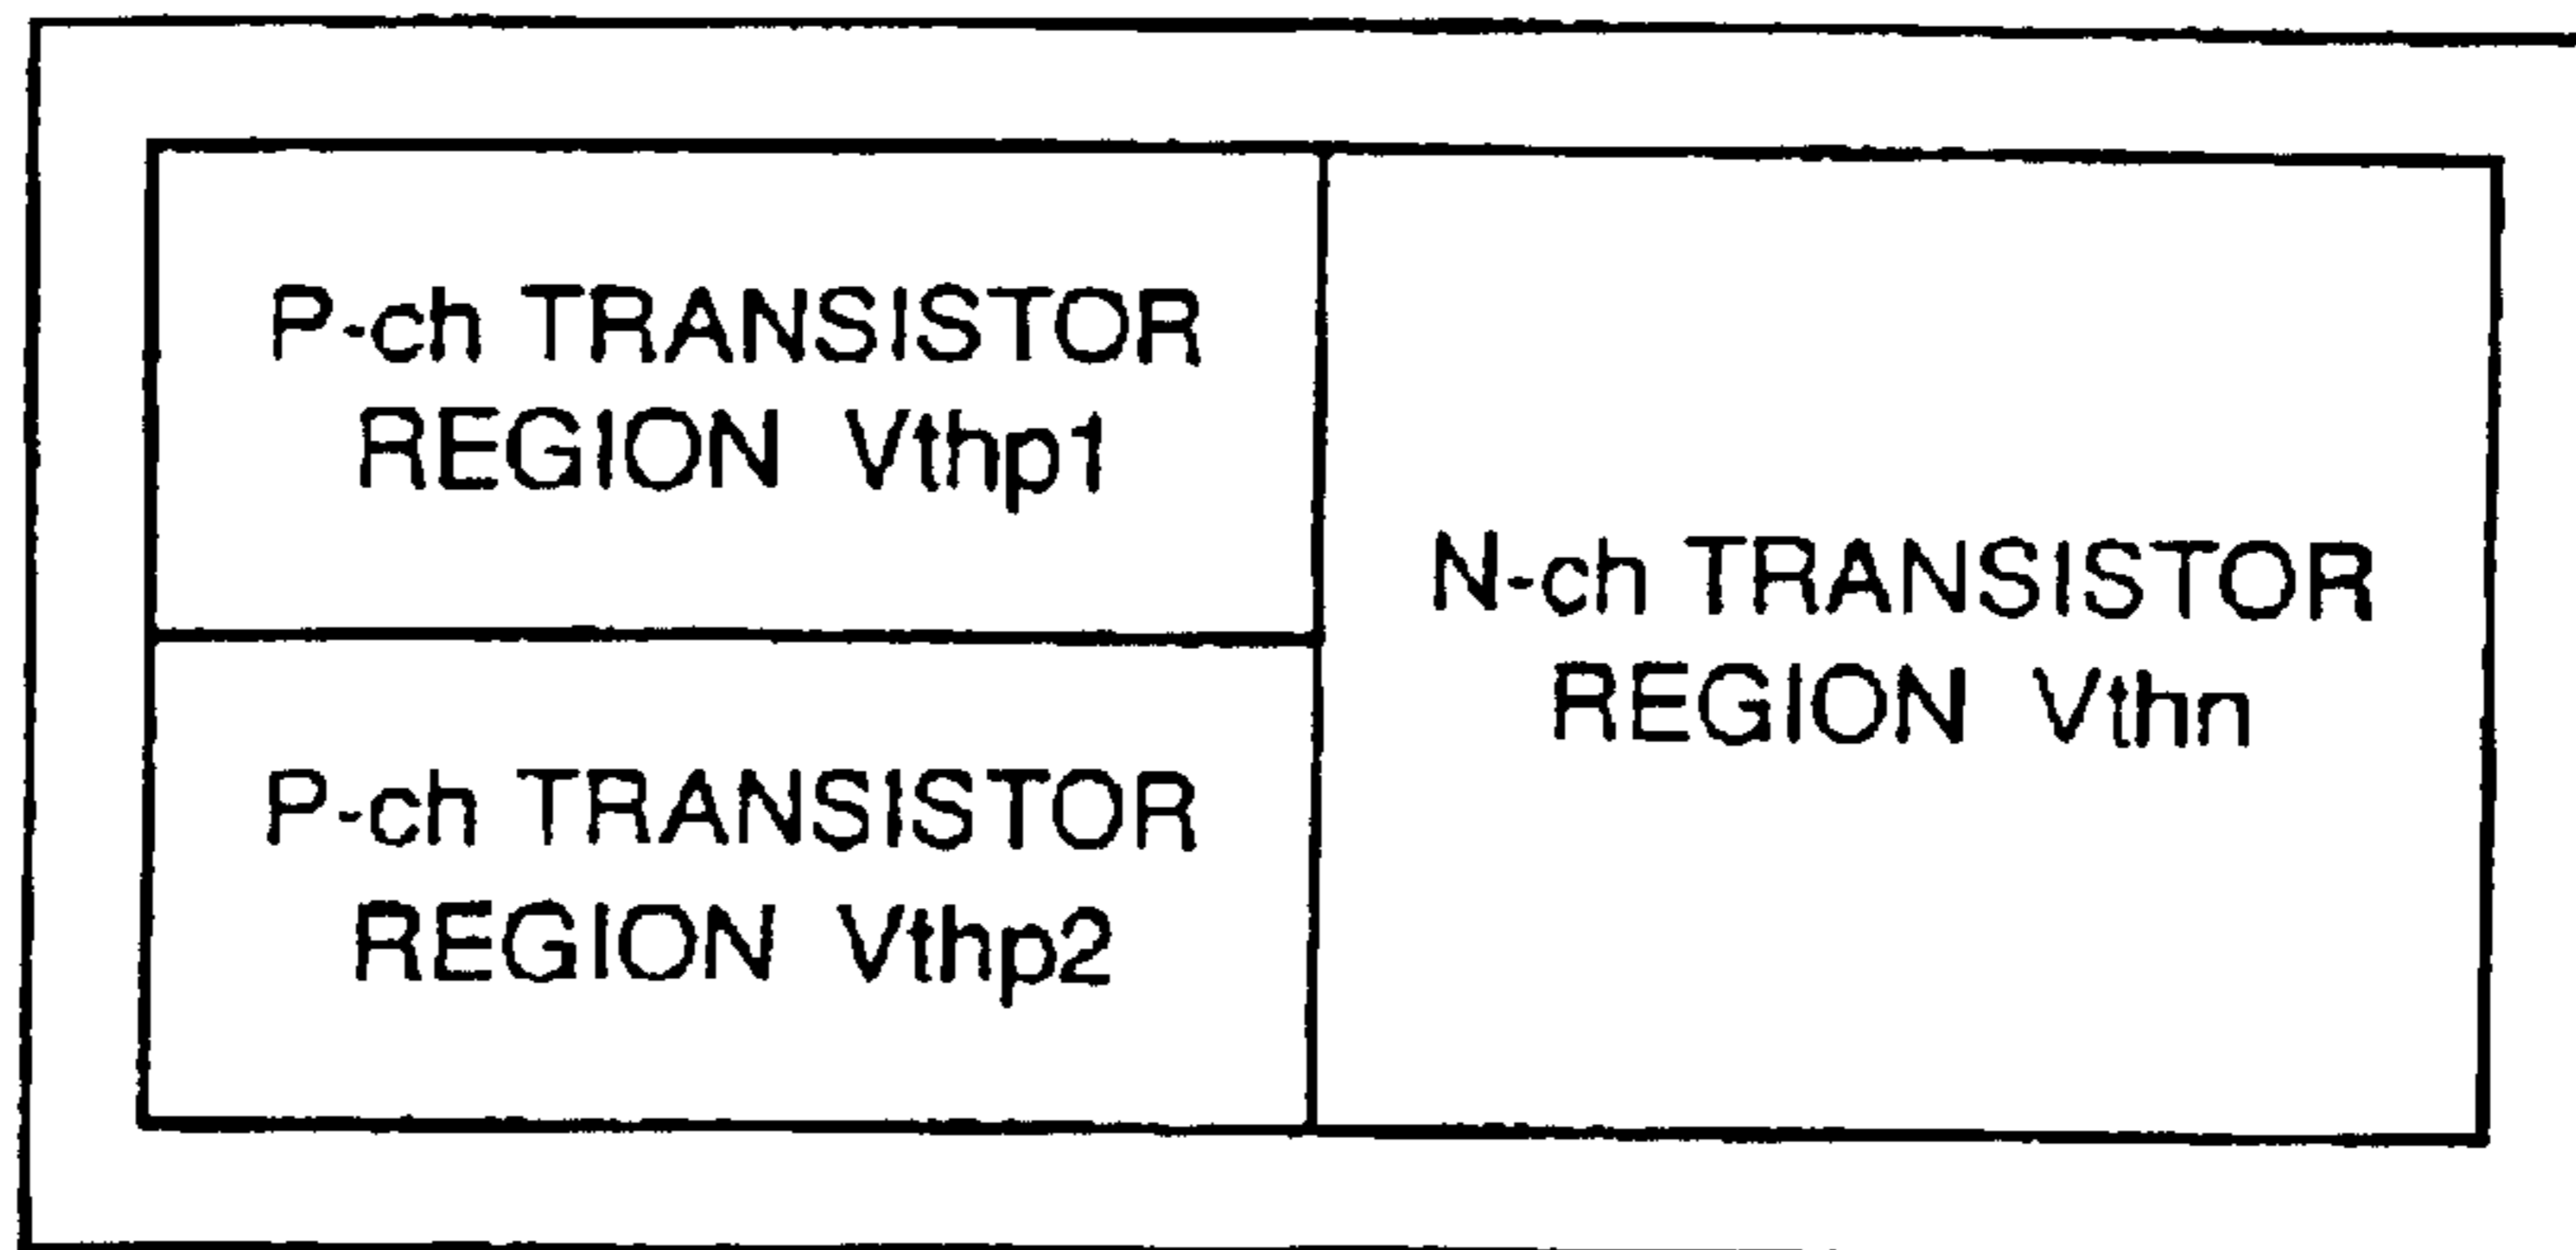 P-ch TRANSISTOR
REGION Vthp1
P-ch TRANSISTOR
REGION Vthp2
N-ch TRANSISTOR
REGION Vthn